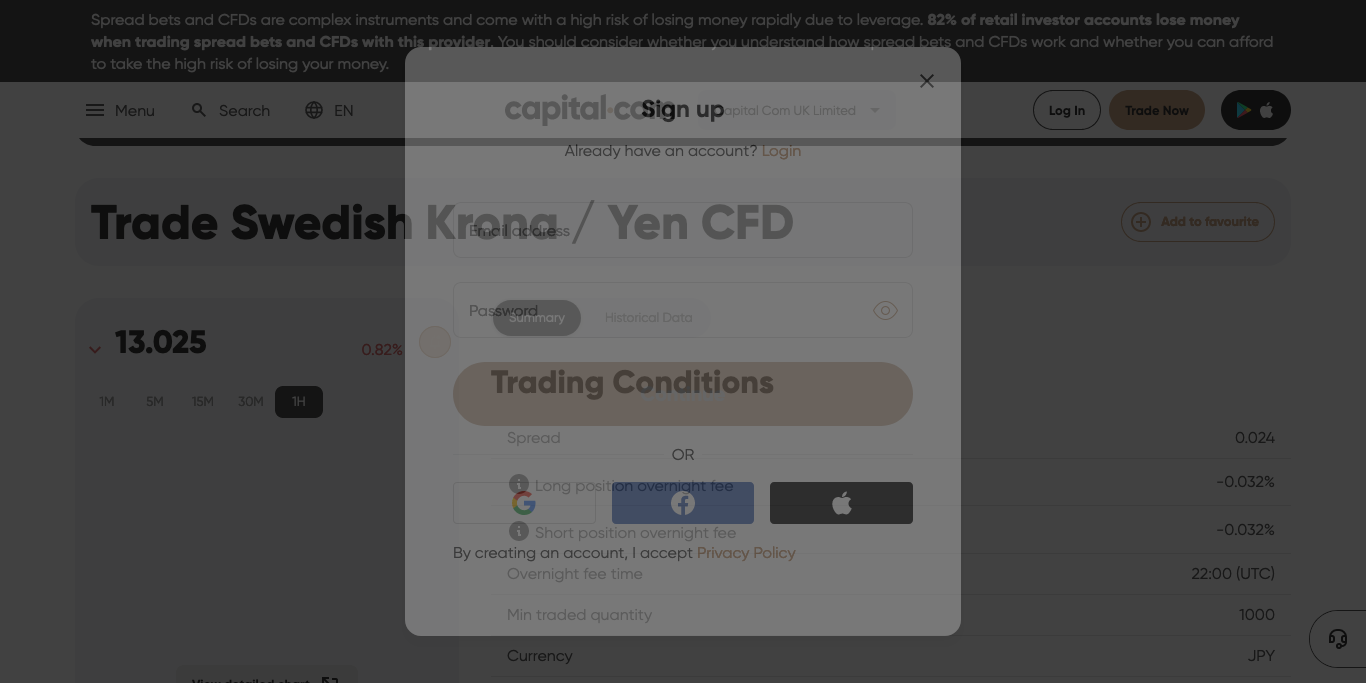 Spread bets and CFDs are complex instruments and come with a high risk of losing money rapidly due to leverage. 82% of retail investor accounts lose money
when trading spread bets and CFDs with this provider. You should consider whether you understand how spread bets and CFDs work and whether you can afford
to take the high risk of losing your money.
Menu
Search
EN
capital.com
Capital Com UK Limited
Log In
Trade Now
Sign up
Already have an account? Login
Trade Swedish Krona / Yen CFD
Add to favourite
Email address
Password
Summary
Historical Data
13.025
0.82%
1M
5M
15M
30M
1H
Trading Conditions
Spread
0.024
OR
Long position overnight fee
-0.032%
Short position overnight fee
-0.032%
By creating an account, I accept Privacy Policy
Overnight fee time
22:00 (UTC)
Min traded quantity
1000
Currency
JPY
View detailed chart